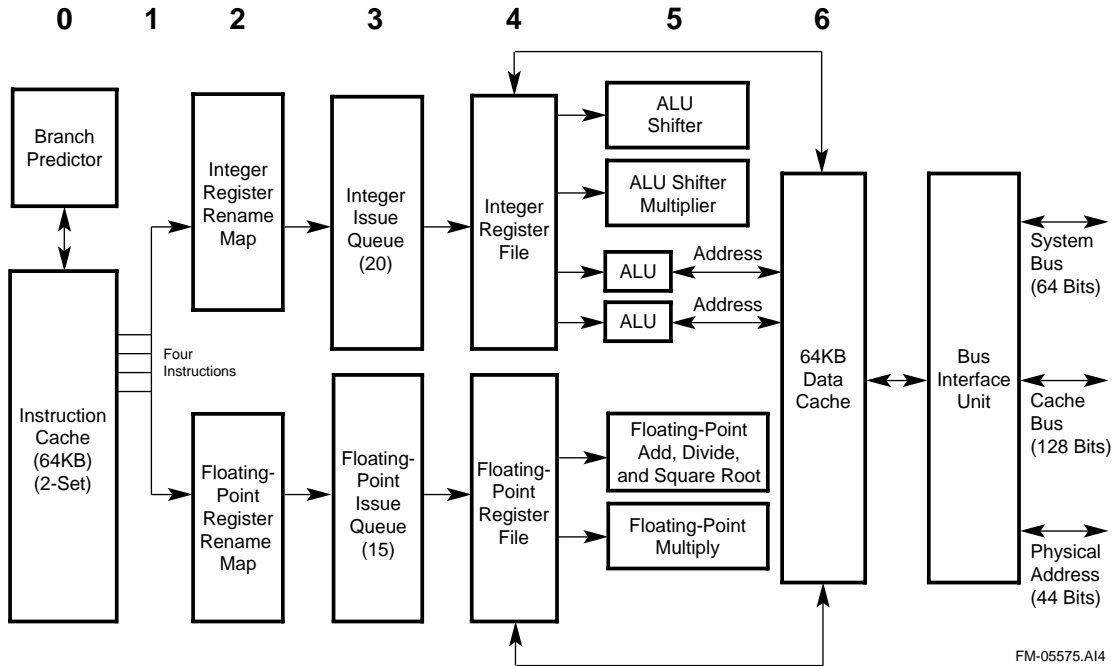 0 1 2 3 4 5 6
Branch
Predictor
Instruction
Cache
(64KB)
(2-Set)
Four
Instructions
Integer
Register
Rename
Map
Integer
Issue
Queue
(20)
Integer
Register
File
ALU
Shifter
ALU Shifter
Multiplier
ALU
Address
ALU
Address
Floating-
Point
Register
Rename
Map
Floating-
Point
Issue
Queue
(15)
Floating-
Point
Register
File
Floating-Point
Add, Divide,
and Square Root
Floating-Point
Multiply
64KB
Data
Cache
Bus
Interface
Unit
System
Bus
(64 Bits)
Cache
Bus
(128 Bits)
Physical
Address
(44 Bits)
FM-05575.AI4